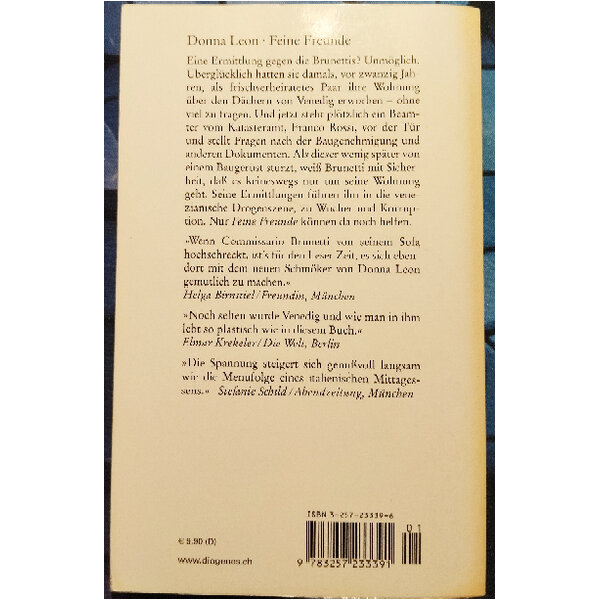 Donna Leon · Feine Freunde
Eine Ermittlung gegen die Brunettis? Unmöglich.
Überglücklich hatten sie damals, vor zwanzig Jah-
ren, als frischverheiratetes Paar ihre Wohnung
über den Dächern von Venedig erworben – ohne
viel zu fragen. Und jetzt steht plötzlich ein Beam-
ter vom Katasteramt, Franco Rossi, vor der Tür
und stellt Fragen nach der Baugenehmigung und
anderen Dokumenten. Als dieser wenig später von
einem Baugerüst stürzt, weiß Brunetti mit Sicher-
heit, daß es keineswegs nur um seine Wohnung
geht. Seine Ermittlungen führen ihn in die vene-
zianische Drogenszene, zu Wucher und Korrup-
tion. Nur Feine Freunde können da noch helfen.
»Wenn Commissario Brunetti von seinem Sofa
hochschreckt, ist's für den Leser Zeit, es sich eben
dort mit dem neuen Schmöker von Donna Leon
gemütlich zu machen.«
Helga Birnstiel/Freundin, München
»Noch selten wurde Venedig und wie man in ihm
lebt so plastisch wie in diesem Buch.«
Elmar Krekeler/Die Welt, Berlin
»Die Spannung steigert sich genußvoll langsam
wie die Menüfolge eines italienischen Mittages-
sens.« Stefanie Schild/Abendzeitung, München
ISBN 3-257-23339-6
01
€ 9.90 (D)
www.diogenes.ch
9 783257 233391